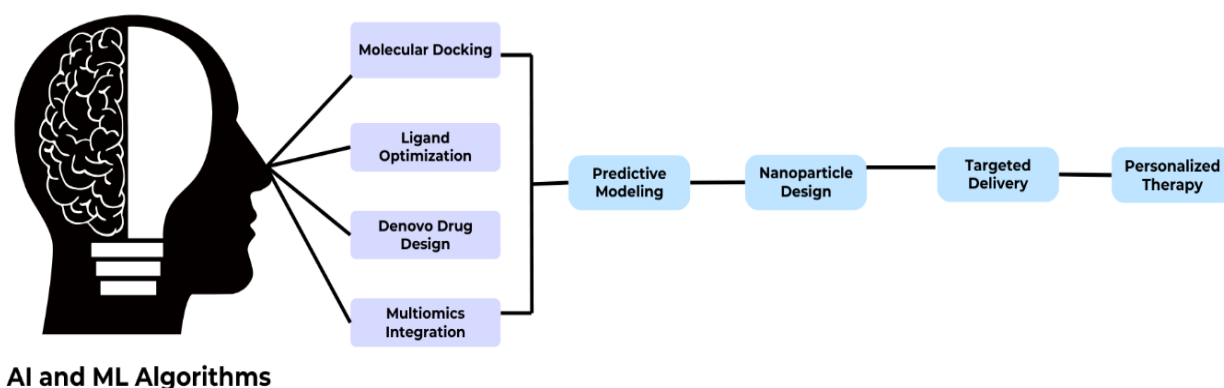 Molecular Docking
Ligand
Optimization
Denovo Drug
Design
Multiomics
Integration
Predictive
Modeling
Nanoparticle
Design
Targeted
Delivery
Personalized
Therapy
AI and ML Algorithms